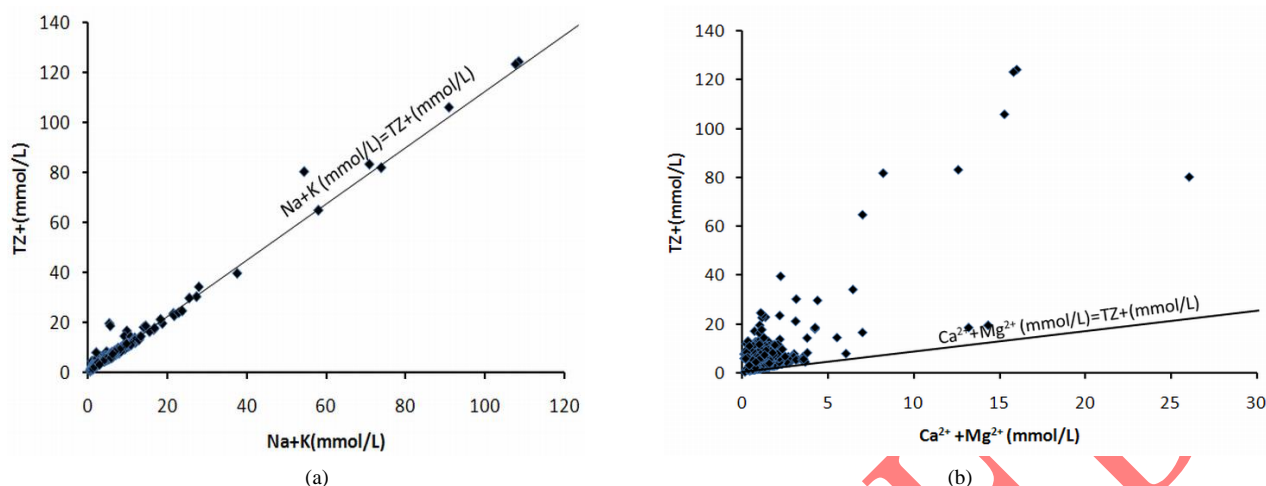 140
120
100
80
60
40
20
0
TZ+(mmol/L)
Na+K (mmol/L)=TZ+(mmol/L)
0 20 40 60 80 100 120
Na+K(mmol/L)
(a)
140
120
100
80
60
40
20
0
TZ+(mmol/L)
Ca²⁺+Mg²⁺ (mmol/L)=TZ+(mmol/L)
0 5 10 15 20 25 30
Ca²⁺ +Mg²⁺ (mmol/L)
(b)